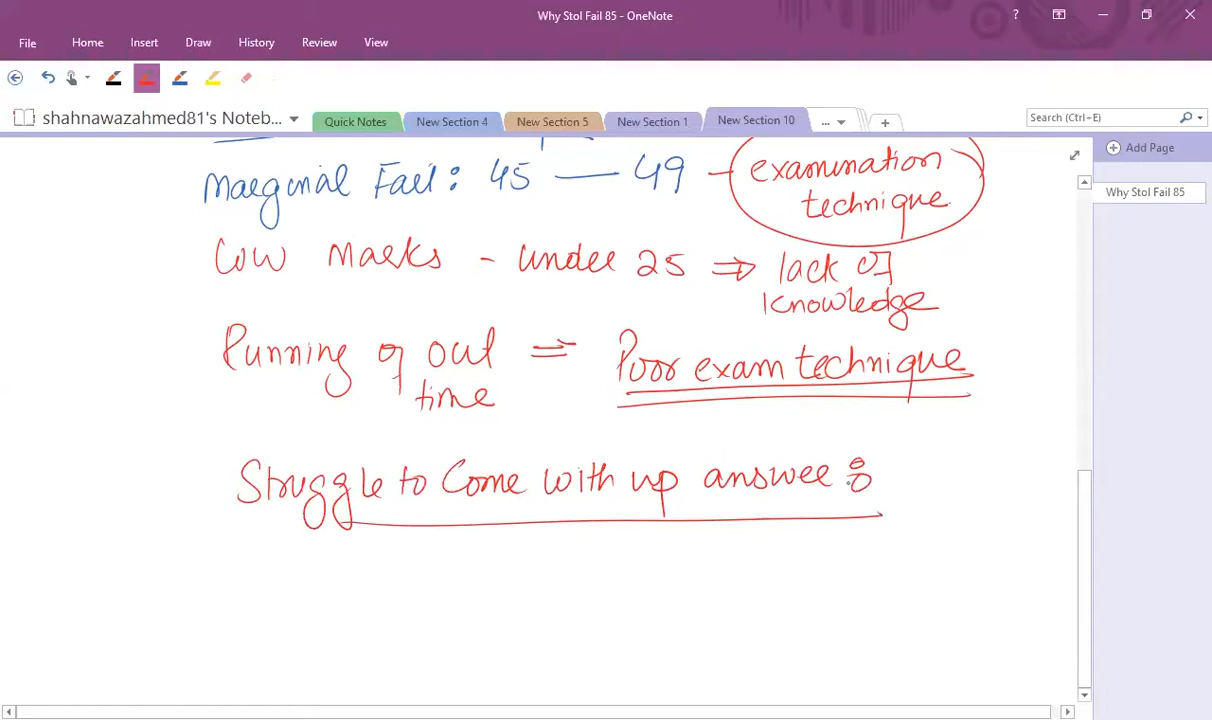 Why Stol Fail 85 - OneNote
File Home Insert Draw History Review View
shahnawazahmed81's Noteb... Quick Notes New Section 4 New Section 5 New Section 1 New Section 10 ... Search (Ctrl+E)
Add Page
Why Stol Fail 85
Marginal Fail: 45 — 49 - examination
technique
Low Marks - under 25 ⇒ lack of
knowledge
Running of out = Poor exam technique
time
Struggle to Come with up answer :